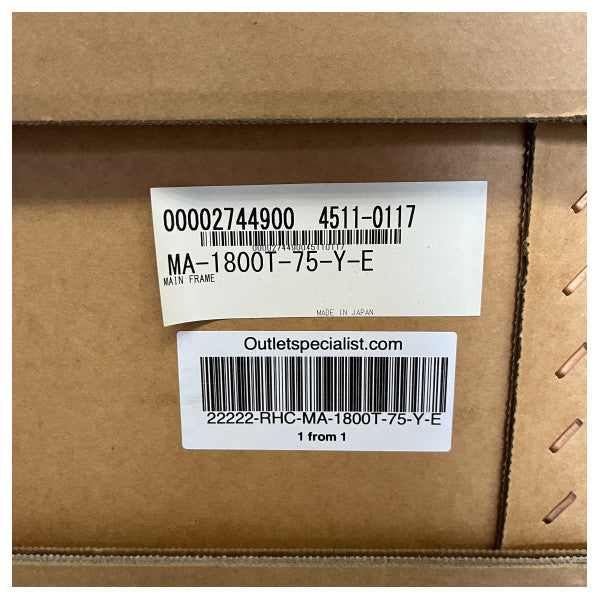 00002744900 4511-0117
0000274490045110117
MA-1800T-75-Y-E
MAIN FRAME
MADE IN JAPAN
Outletspecialist.com
22222-RHC-MA-1800T-75-Y-E
1 from 1